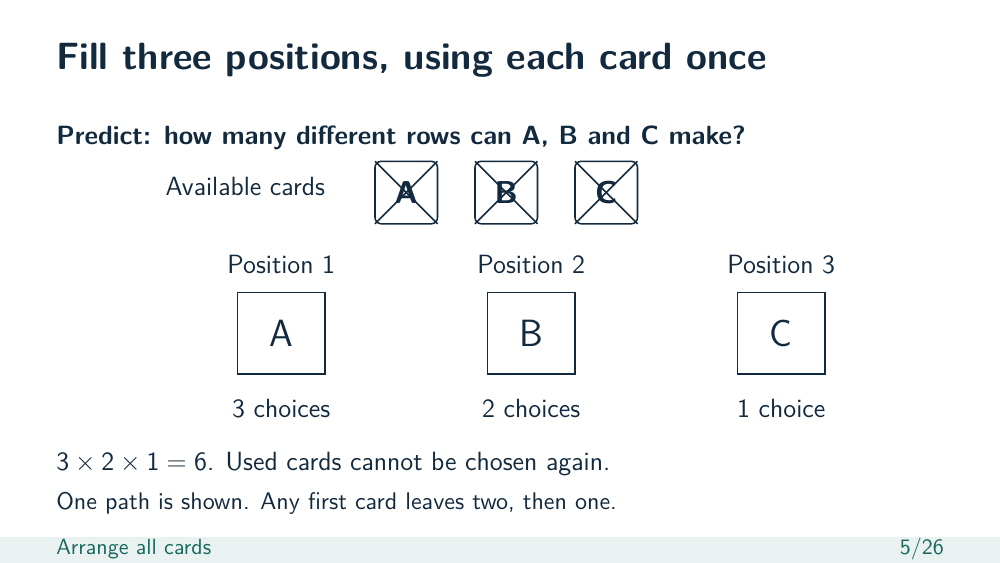 Fill three positions, using each card once
Predict: how many different rows can A, B and C make?
Available cards A B C
Position 1 Position 2 Position 3
A B C
3 choices 2 choices 1 choice
3 × 2 × 1 = 6. Used cards cannot be chosen again.
One path is shown. Any first card leaves two, then one.
Arrange all cards 5/26